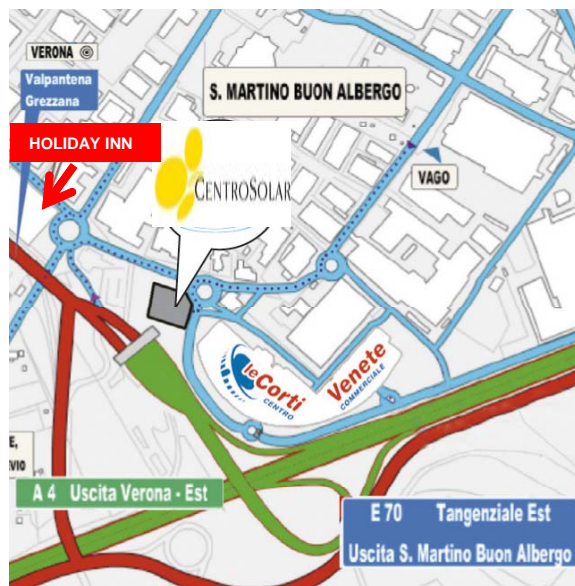 VERONA
Valpantena
Grezzana
S. MARTINO BUON ALBERGO
HOLIDAY INN
CENTROSOLAR
VAGO
le Corti
CENTRO
Venete
COMMERCIALE
A 4 Uscita Verona - Est
E 70 Tangenziale Est
Uscita S. Martino Buon Albergo